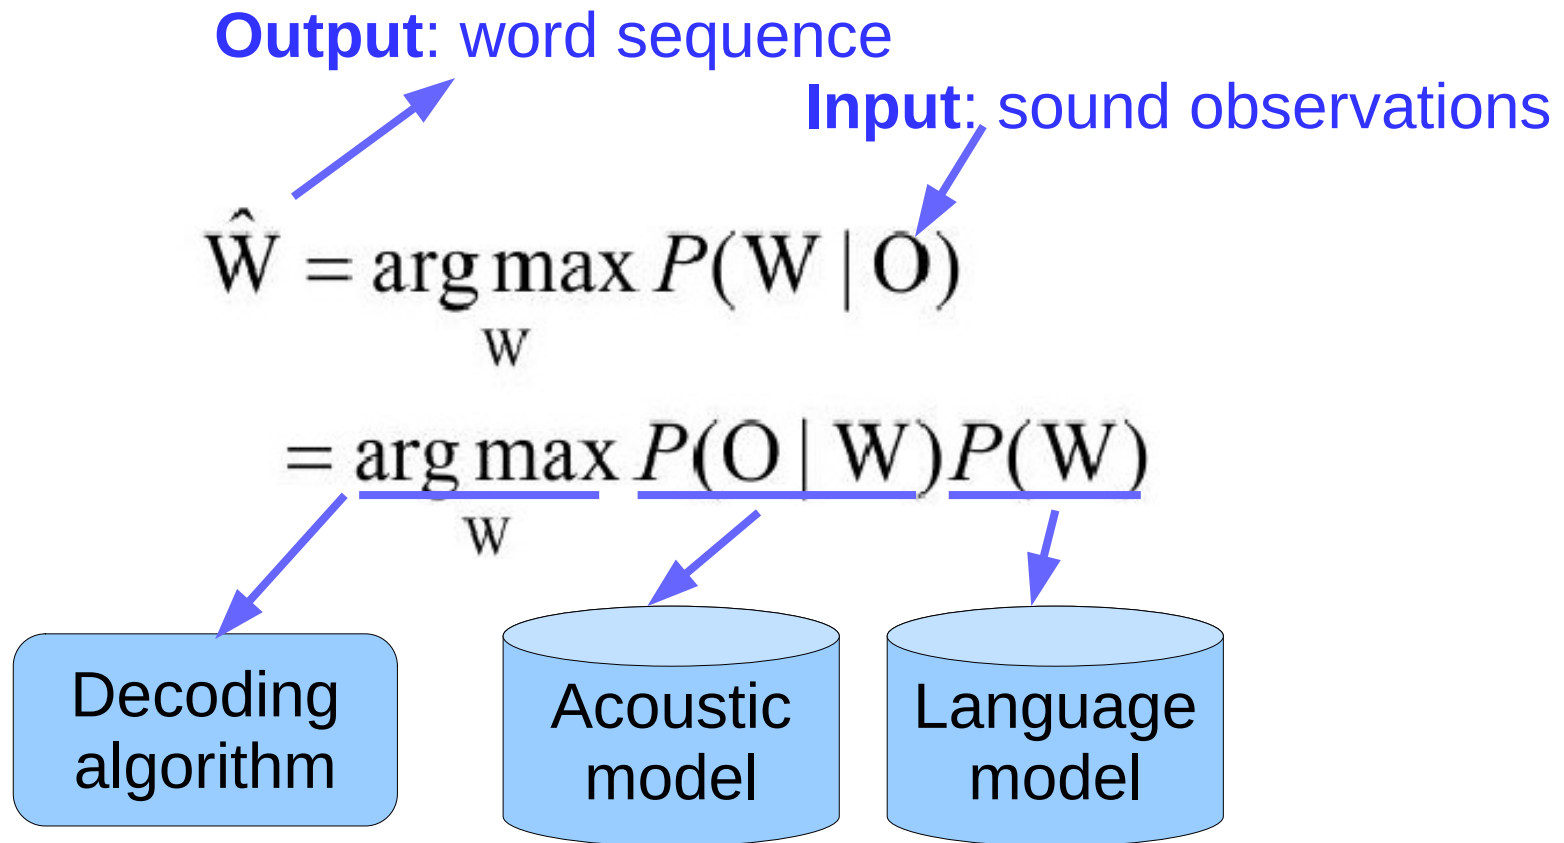 Output: word sequence
Input: sound observations
Ŵ = arg max P(W | O)
W
= arg max P(O | W)P(W)
W
Decoding
algorithm
Acoustic
model
Language
model